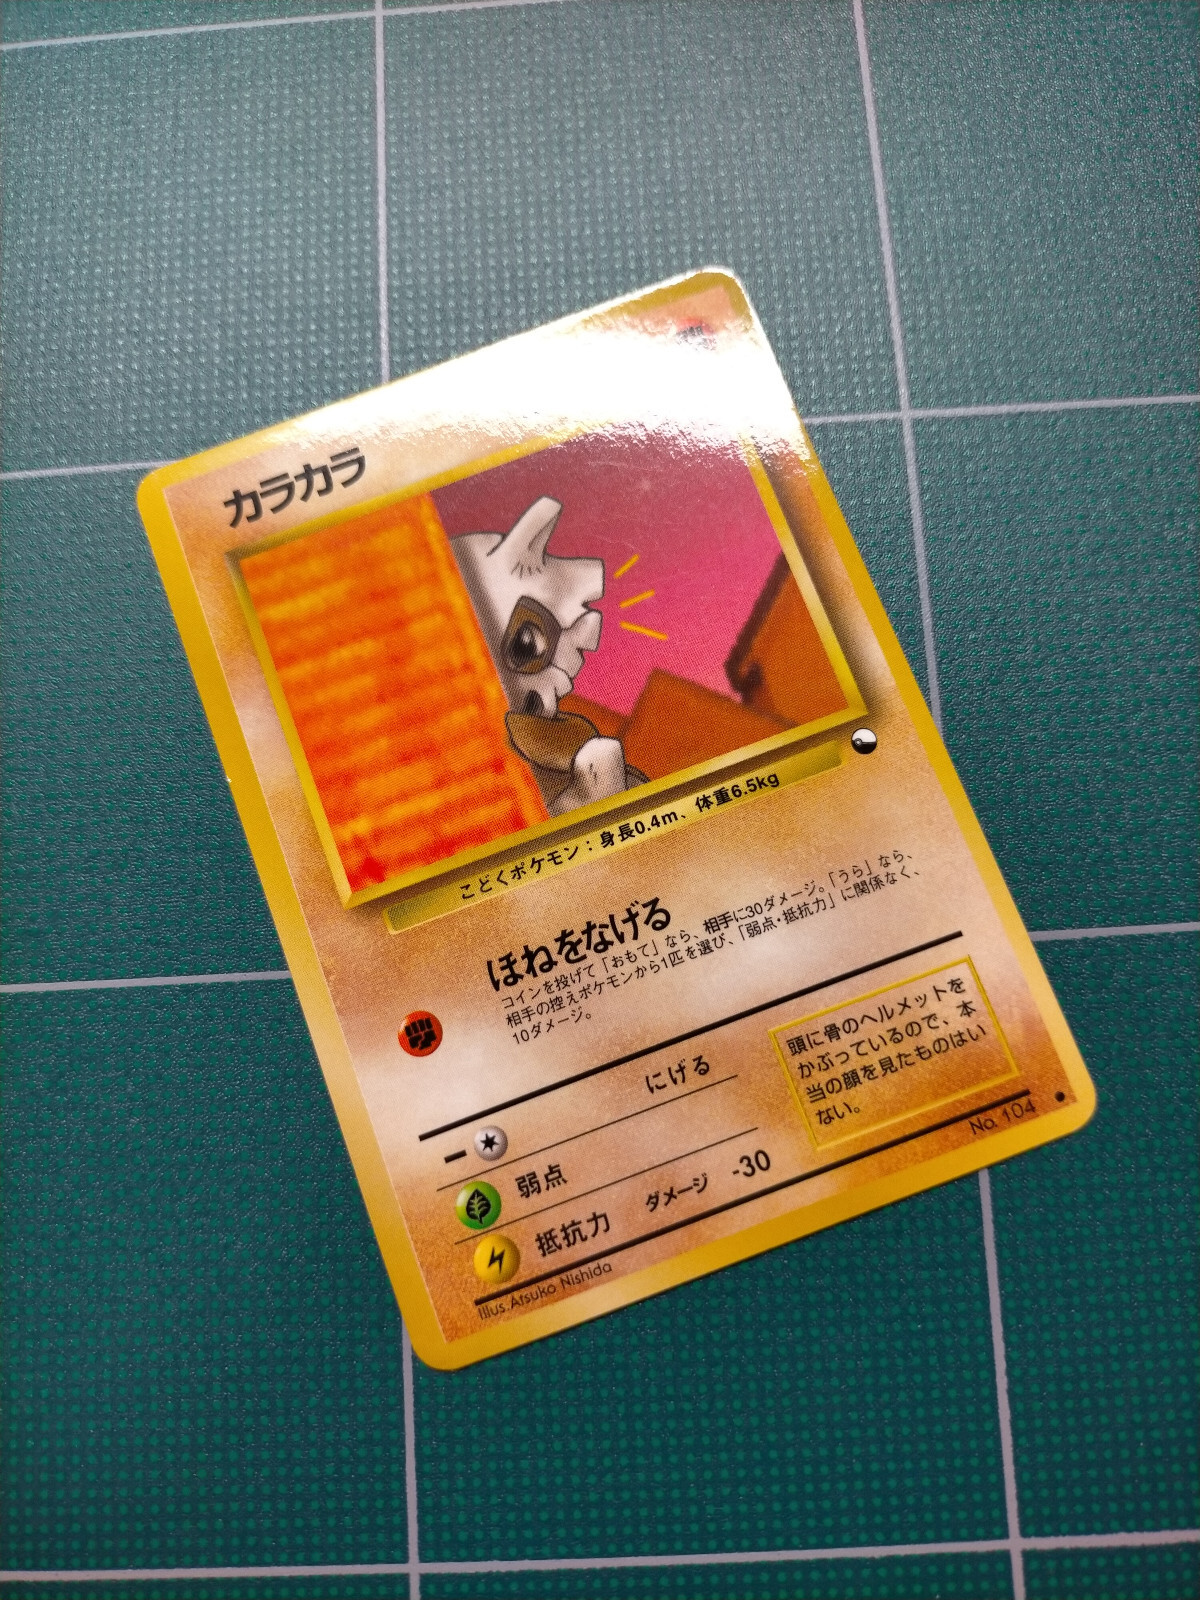 カラカラ
こどくポケモン：身長0.4m、体重6.5kg
ほねをなげる
コインを投げて「おもて」なら、相手に30ダメージ。「うら」なら、
相手の控えポケモンから1匹を選び、「弱点・抵抗力」に関係なく、
10ダメージ。
にげる
弱点
抵抗力 ダメージ -30
頭に骨のヘルメットを
かぶっているので、本
当の顔を見たものはい
ない。
Illus. Atsuko Nishida
No. 104